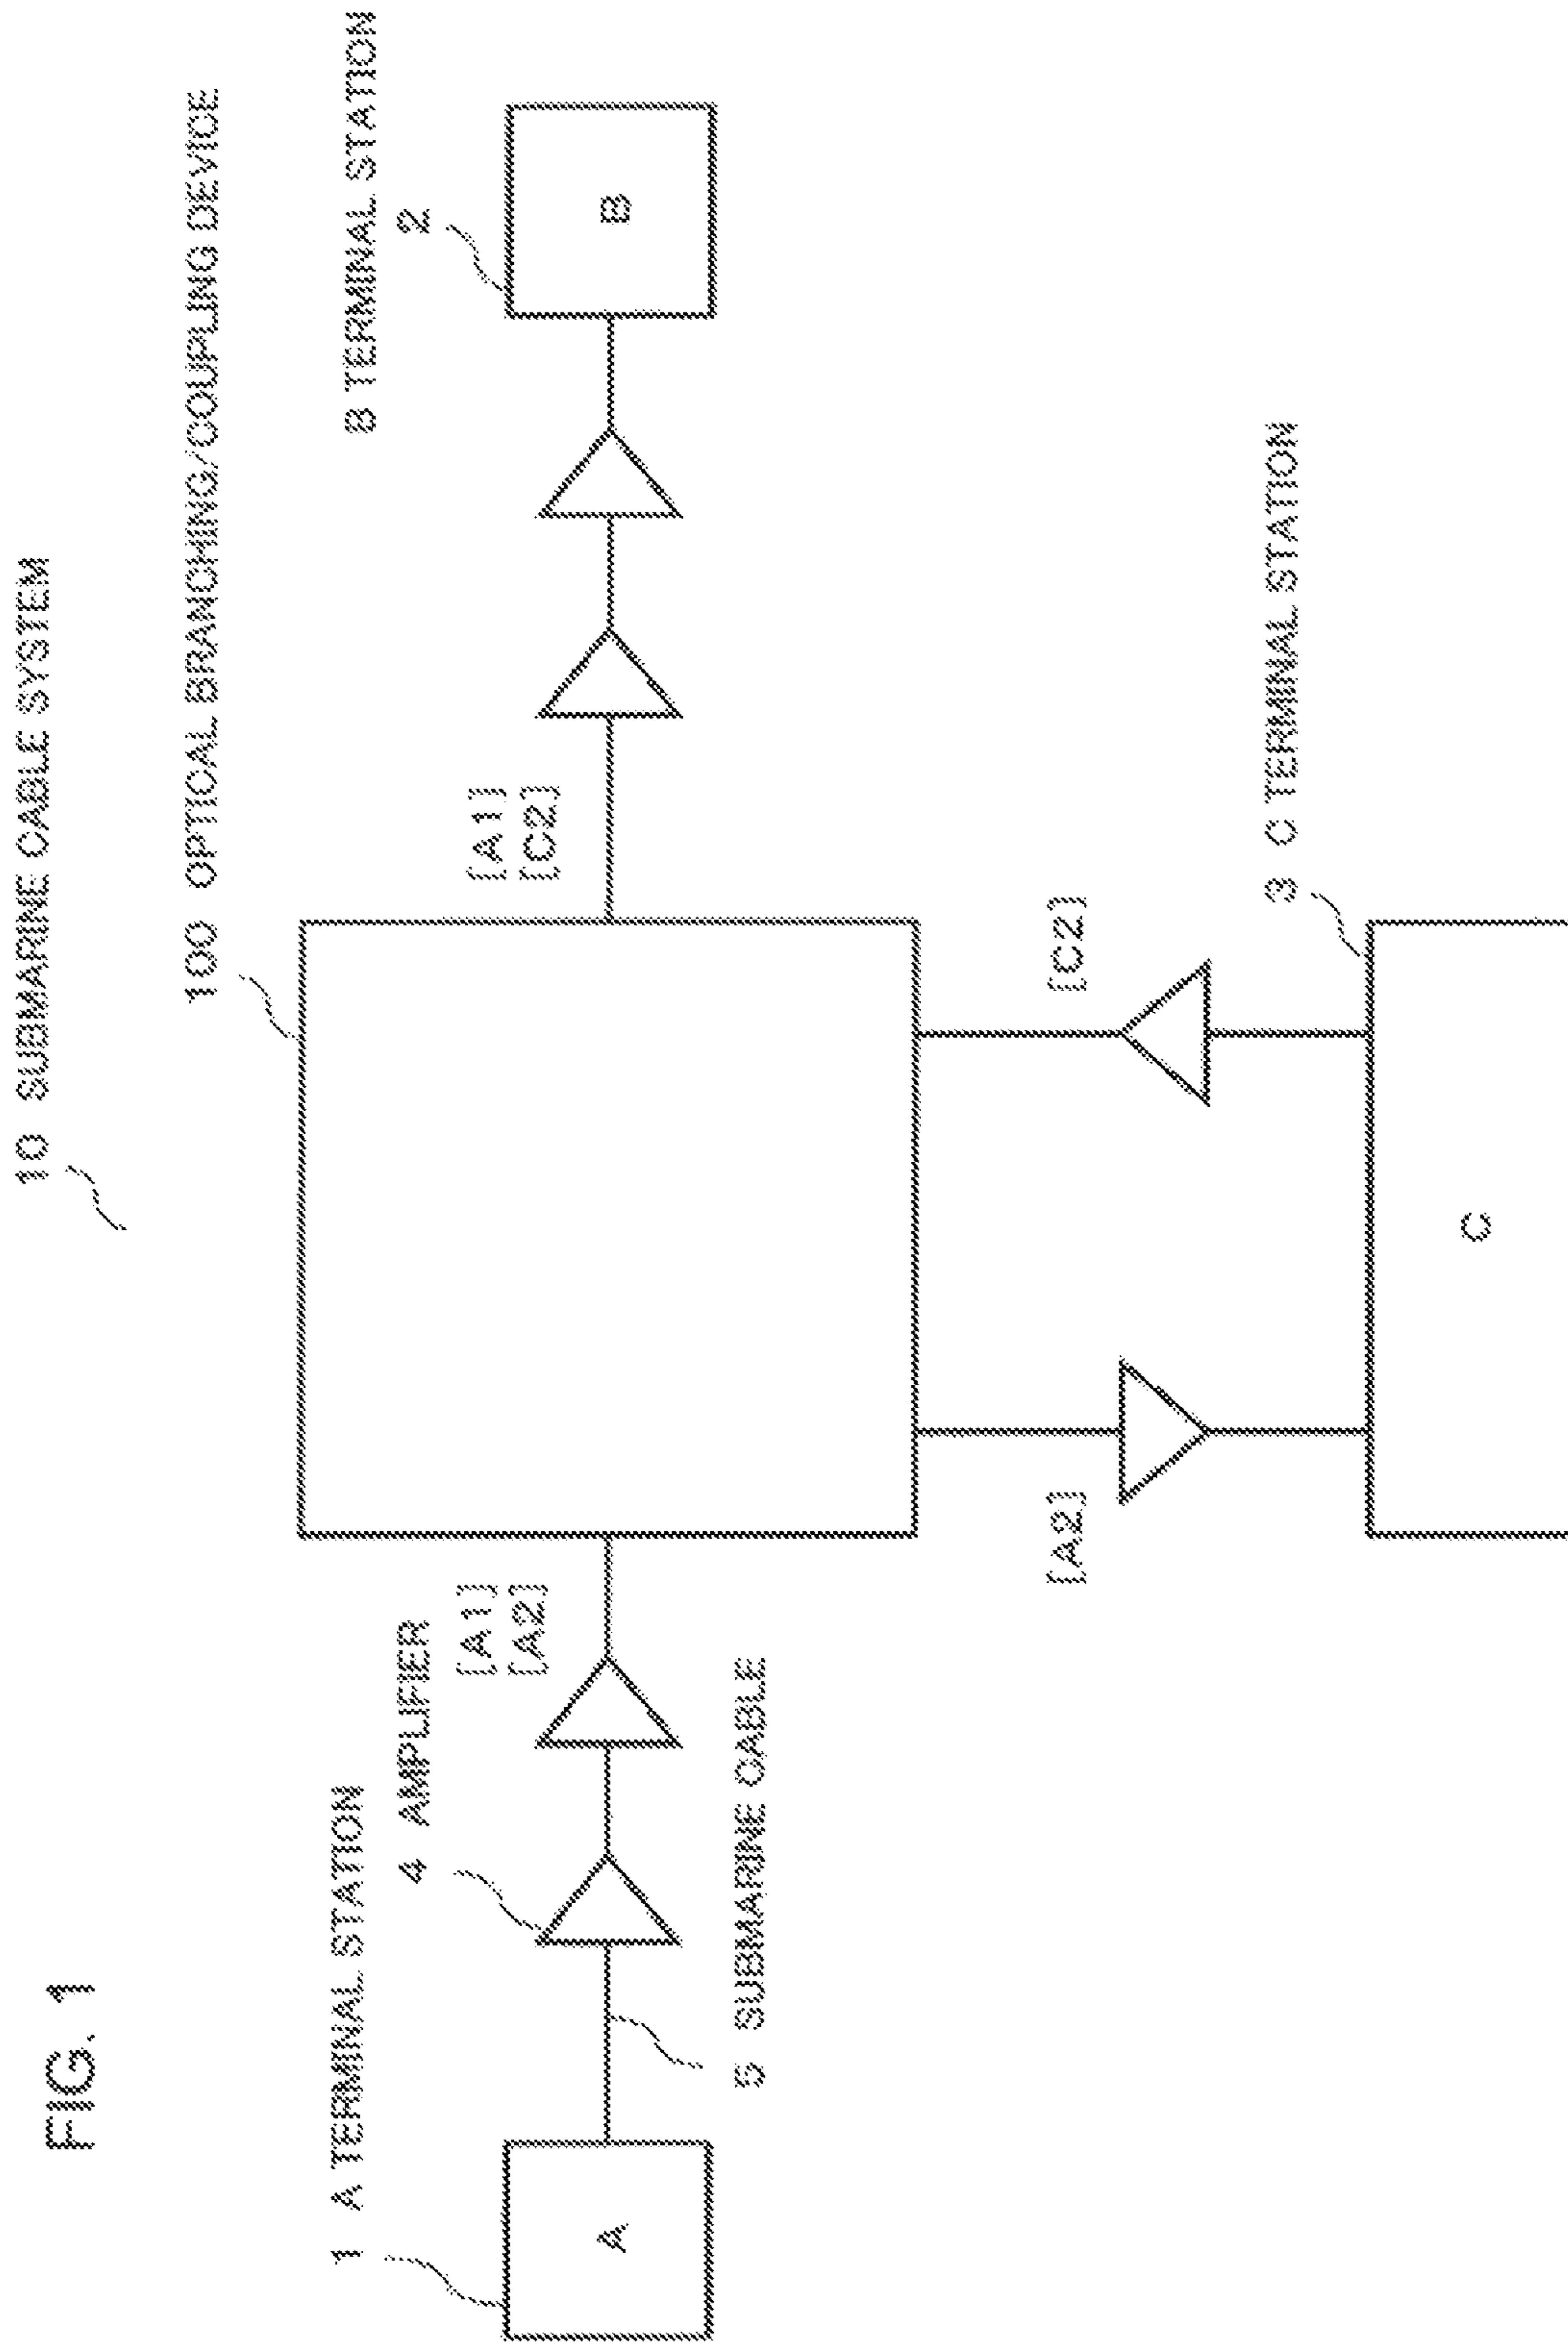 FIG. 1
10 SUBMARINE CABLE SYSTEM
100 OPTICAL BRANCHING/COUPLING DEVICE
1 A TERMINAL STATION
B TERMINAL STATION
2
4 AMPLIFIER
[A1]
[A2]
[A1]
[C2]
A
B
5 SUBMARINE CABLE
[A2]
[C2]
3 C TERMINAL STATION
C